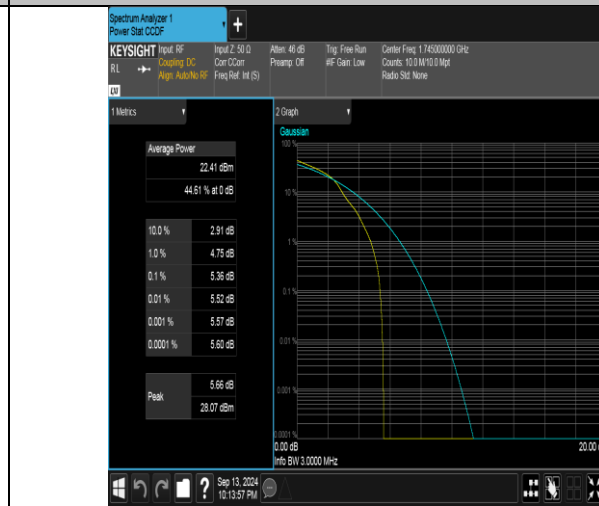 Spectrum Analyzer 1
Power Stat CCDF
+
KEYSIGHT Input: RF Input Z: 50 Ω Atten: 46 dB Trig: Free Run Center Freq: 1.745000000 GHz
RL Coupling: DC Corr CCorr Preamp: Off #IF Gain: Low Counts: 10.0 M/10.0 Mpt
Align: Auto/No RF Freq Ref: Int (S) Radio Std: None
LXI
1 Metrics
2 Graph
Gaussian
Average Power
22.41 dBm
44.61 % at 0 dB
10.0 % 2.91 dB
1.0 % 4.75 dB
0.1 % 5.36 dB
0.01 % 5.52 dB
0.001 % 5.57 dB
0.0001 % 5.60 dB
Peak 5.66 dB
28.07 dBm
100 %
10 %
1 %
0.1 %
0.01 %
0.001 %
0.0001 %
0.00 dB 20.00
Info BW 3.0000 MHz
?
Sep 13, 2024
10:13:57 PM